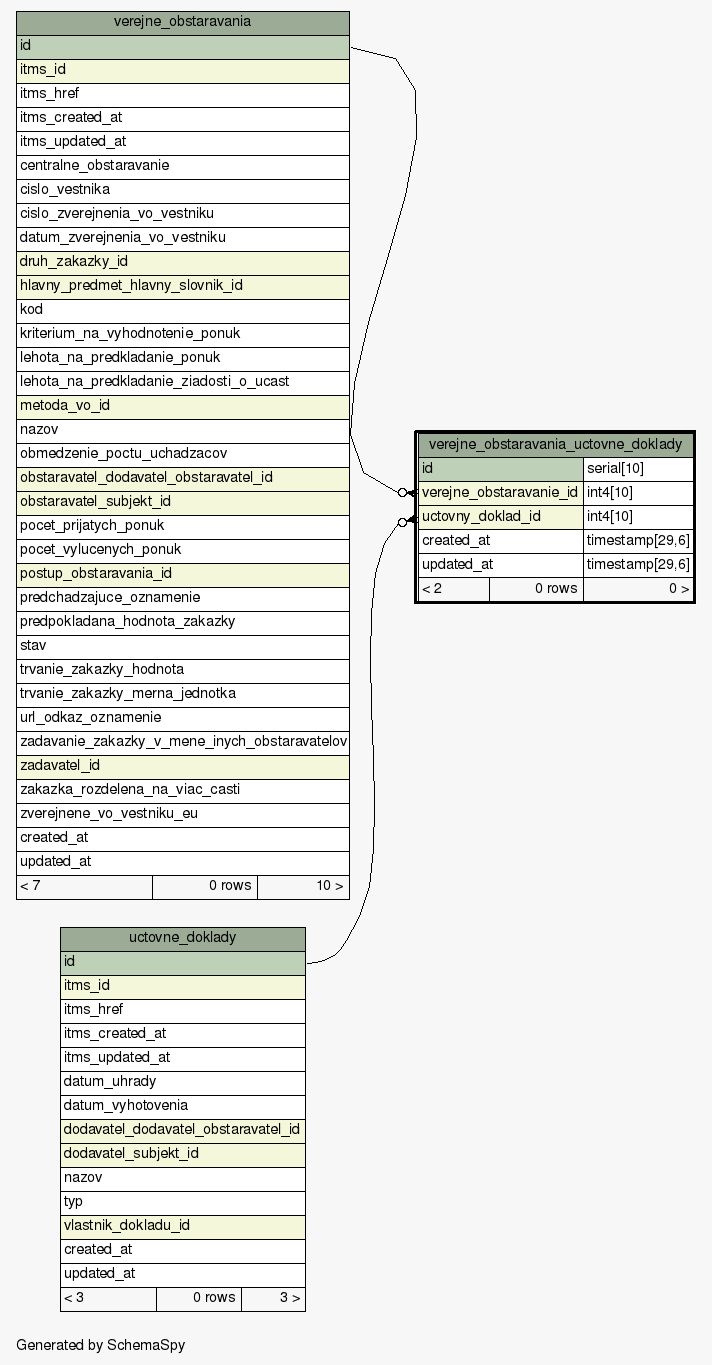 verejne_obstaravania
id
itms_id
itms_href
itms_created_at
itms_updated_at
centralne_obstaravanie
cislo_vestnika
cislo_zverejnenia_vo_vestniku
datum_zverejnenia_vo_vestniku
druh_zakazky_id
hlavny_predmet_hlavny_slovnik_id
kod
kriterium_na_vyhodnotenie_ponuk
lehota_na_predkladanie_ponuk
lehota_na_predkladanie_ziadosti_o_ucast
metoda_vo_id
nazov
obmedzenie_poctu_uchadzacov
obstaravatel_dodavatel_obstaravatel_id
obstaravatel_subjekt_id
pocet_prijatych_ponuk
pocet_vylucenych_ponuk
postup_obstaravania_id
predchadzajuce_oznamenie
predpokladana_hodnota_zakazky
stav
trvanie_zakazky_hodnota
trvanie_zakazky_merna_jednotka
url_odkaz_oznamenie
zadavanie_zakazky_v_mene_inych_obstaravatelov
zadavatel_id
zakazka_rozdelena_na_viac_casti
zverejnene_vo_vestniku_eu
created_at
updated_at
< 7 0 rows 10 >
verejne_obstaravania_uctovne_doklady
id serial[10]
verejne_obstaravanie_id int4[10]
uctovny_doklad_id int4[10]
created_at timestamp[29,6]
updated_at timestamp[29,6]
< 2 0 rows 0 >
uctovne_doklady
id
itms_id
itms_href
itms_created_at
itms_updated_at
datum_uhrady
datum_vyhotovenia
dodavatel_dodavatel_obstaravatel_id
dodavatel_subjekt_id
nazov
typ
vlastnik_dokladu_id
created_at
updated_at
< 3 0 rows 3 >
Generated by SchemaSpy